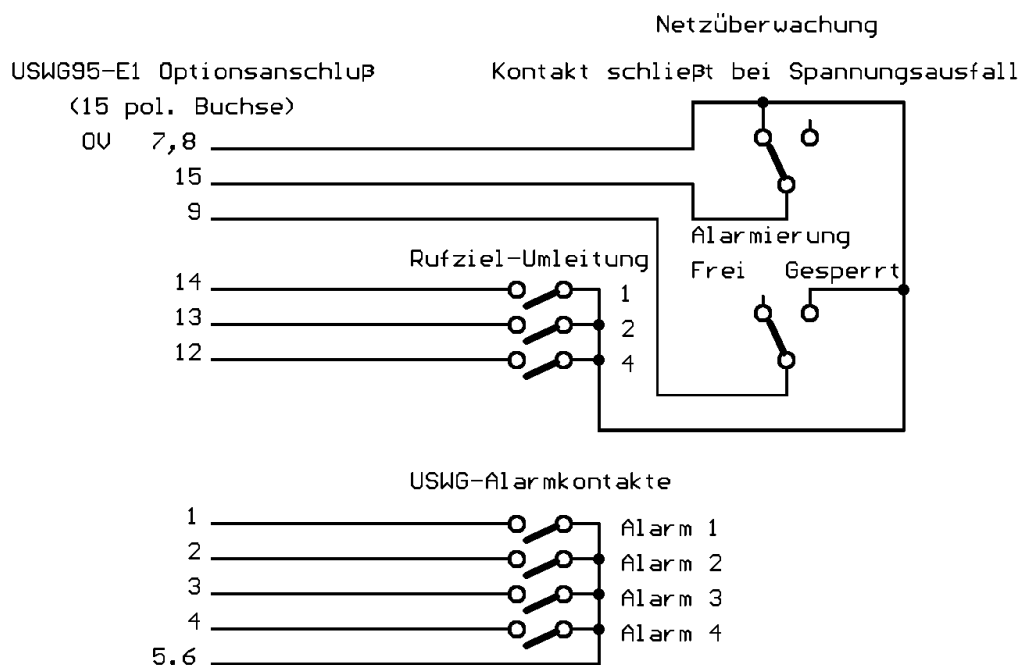 Netzüberwachung
USWG95-E1 Optionsanschluß
Kontakt schließt bei Spannungsausfall
(15 pol. Buchse)
0V 7,8
15
9
Alarmierung
Rufziel-Umleitung
Frei Gesperrt
14
1
13
2
12
4
USWG-Alarmkontakte
1
Alarm 1
2
Alarm 2
3
Alarm 3
4
Alarm 4
5.6